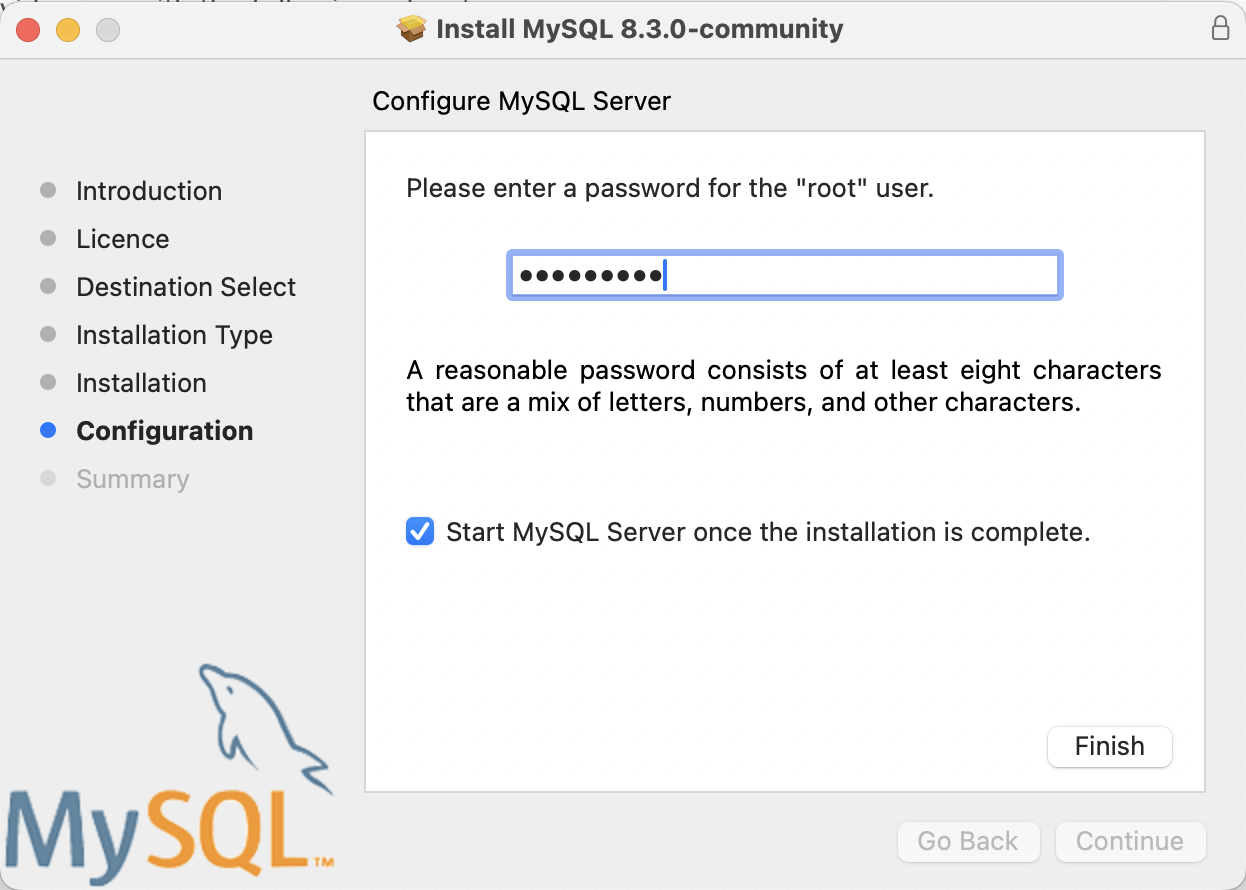 Install MySQL 8.3.0-community
Configure MySQL Server
Introduction
Licence
Destination Select
Installation Type
Installation
Configuration
Summary
Please enter a password for the "root" user.
•••••••••
A reasonable password consists of at least eight characters
that are a mix of letters, numbers, and other characters.
Start MySQL Server once the installation is complete.
Finish
MySQL™
Go Back
Continue